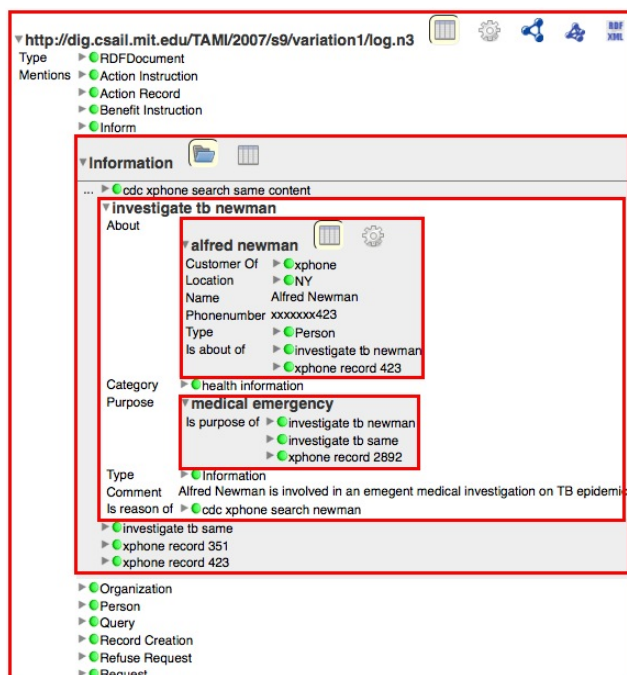 http://dig.csail.mit.edu/TAMI/2007/s9/variation1/log.n3 RDF XML
Type RDFDocument
Mentions Action Instruction
Action Record
Benefit Instruction
Inform
Information
... cdc xphone search same content
investigate tb newman
About
alfred newman
Customer Of xphone
Location NY
Name Alfred Newman
Phonenumber xxxxxxx423
Type Person
Is about of investigate tb newman
xphone record 423
Category health information
Purpose medical emergency
Is purpose of investigate tb newman
investigate tb same
xphone record 2892
Type Information
Comment Alfred Newman is involved in an emegent medical investigation on TB epidemic
Is reason of cdc xphone search newman
investigate tb same
xphone record 351
xphone record 423
Organization
Person
Query
Record Creation
Refuse Request
Request